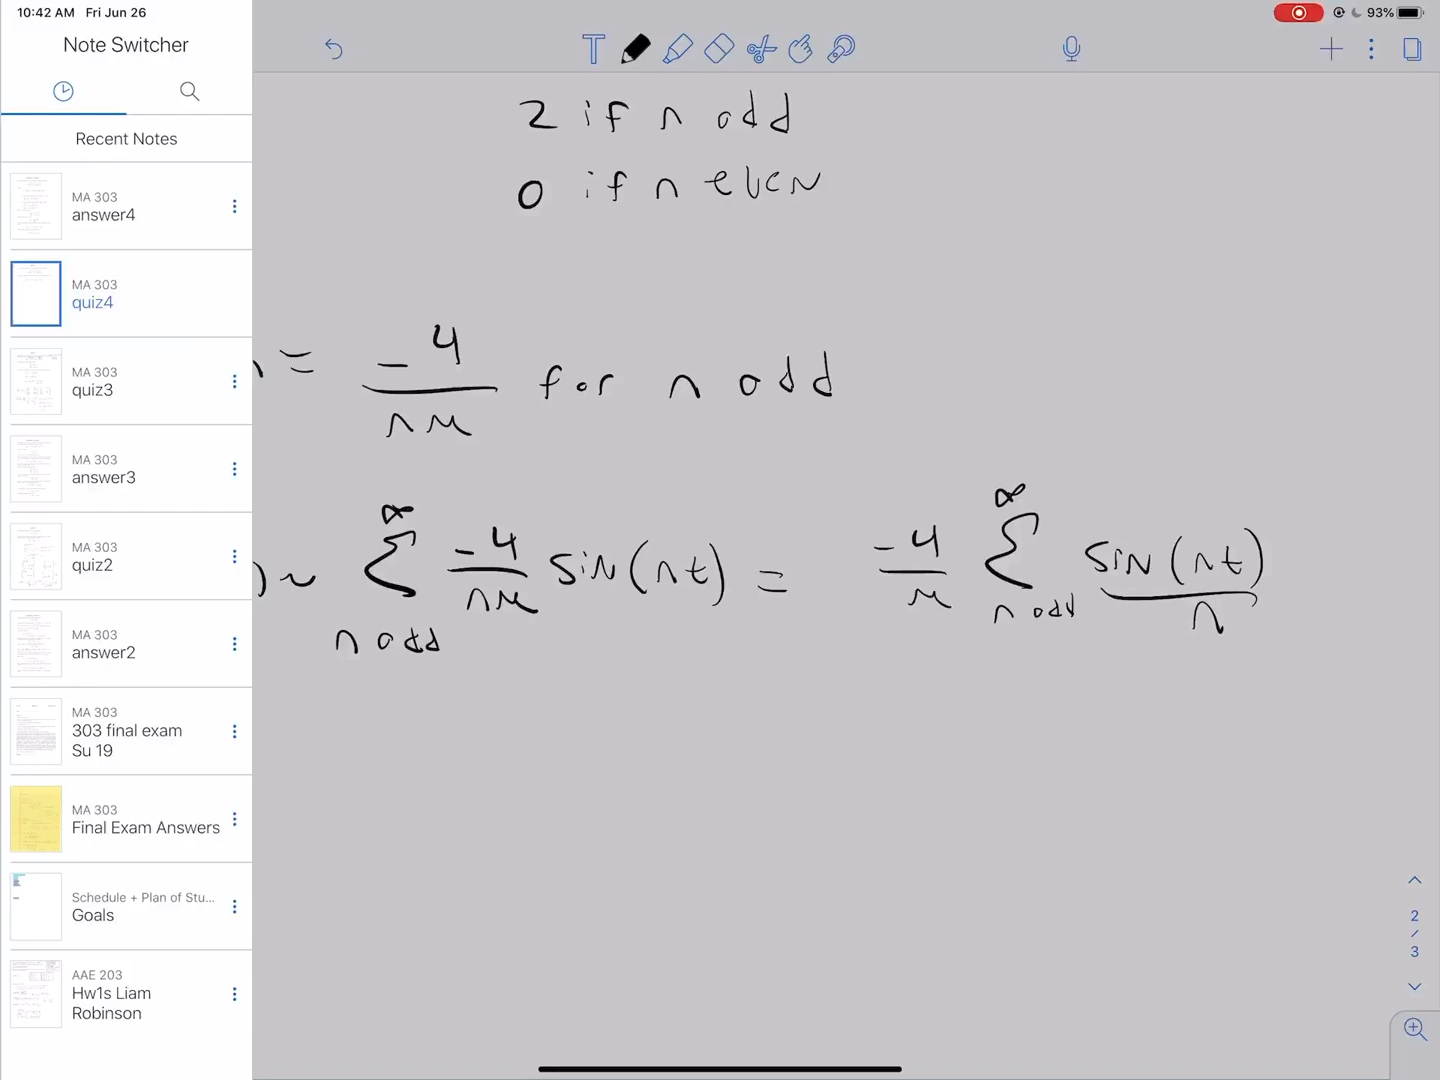 10:42 AM Fri Jun 26
93%
Note Switcher
Recent Notes
MA 303
answer4
MA 303
quiz4
MA 303
quiz3
MA 303
answer3
MA 303
quiz2
MA 303
answer2
MA 303
303 final exam
Su 19
MA 303
Final Exam Answers
Schedule + Plan of Stu...
Goals
AAE 203
Hw1s Liam
Robinson
T
2 if n odd
0 if n even
= -4/nπ for n odd
) ~ ∑ n odd ∞ -4/nπ sin(nt) = -4/π ∑ n odd ∞ sin(nt)/n
2
/
3